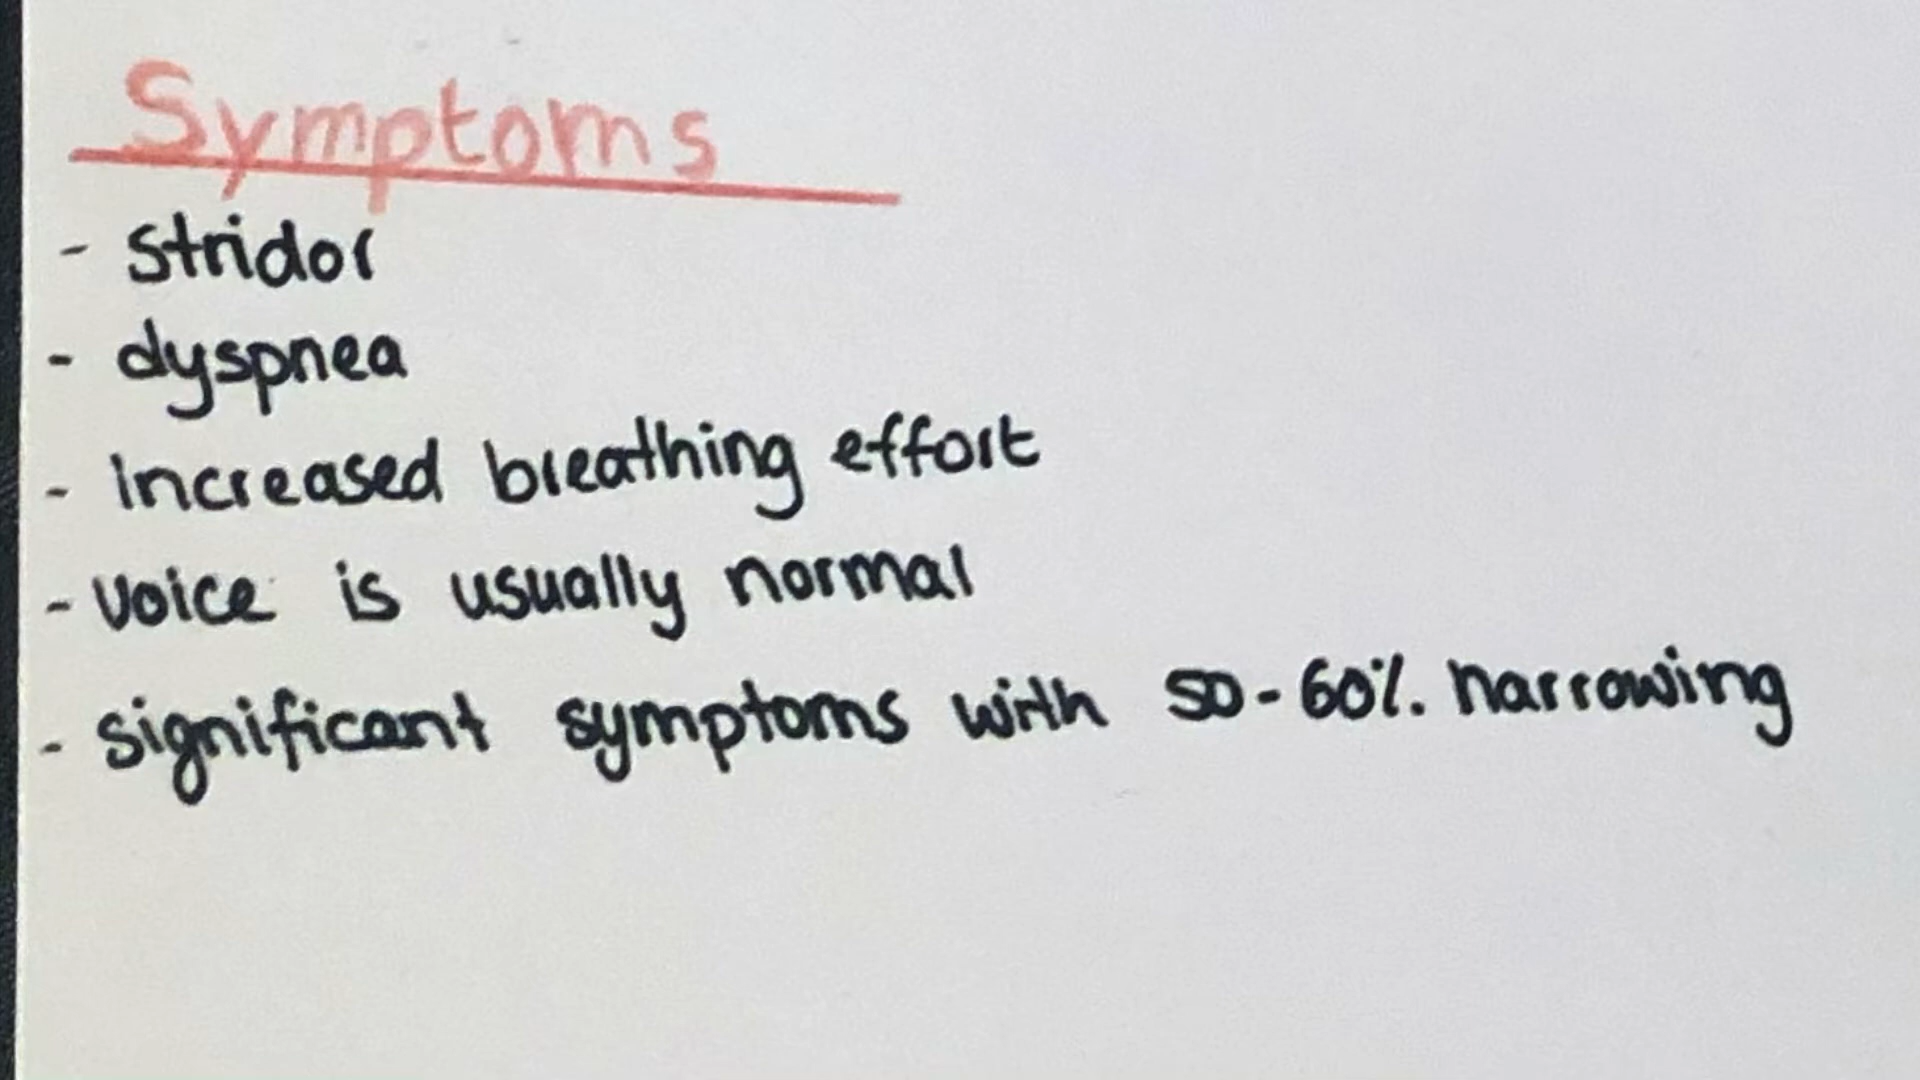 Symptoms
- stridor
- dyspnea
- increased breathing effort
- voice is usually normal
- significant symptoms with 50-60%. narrowing